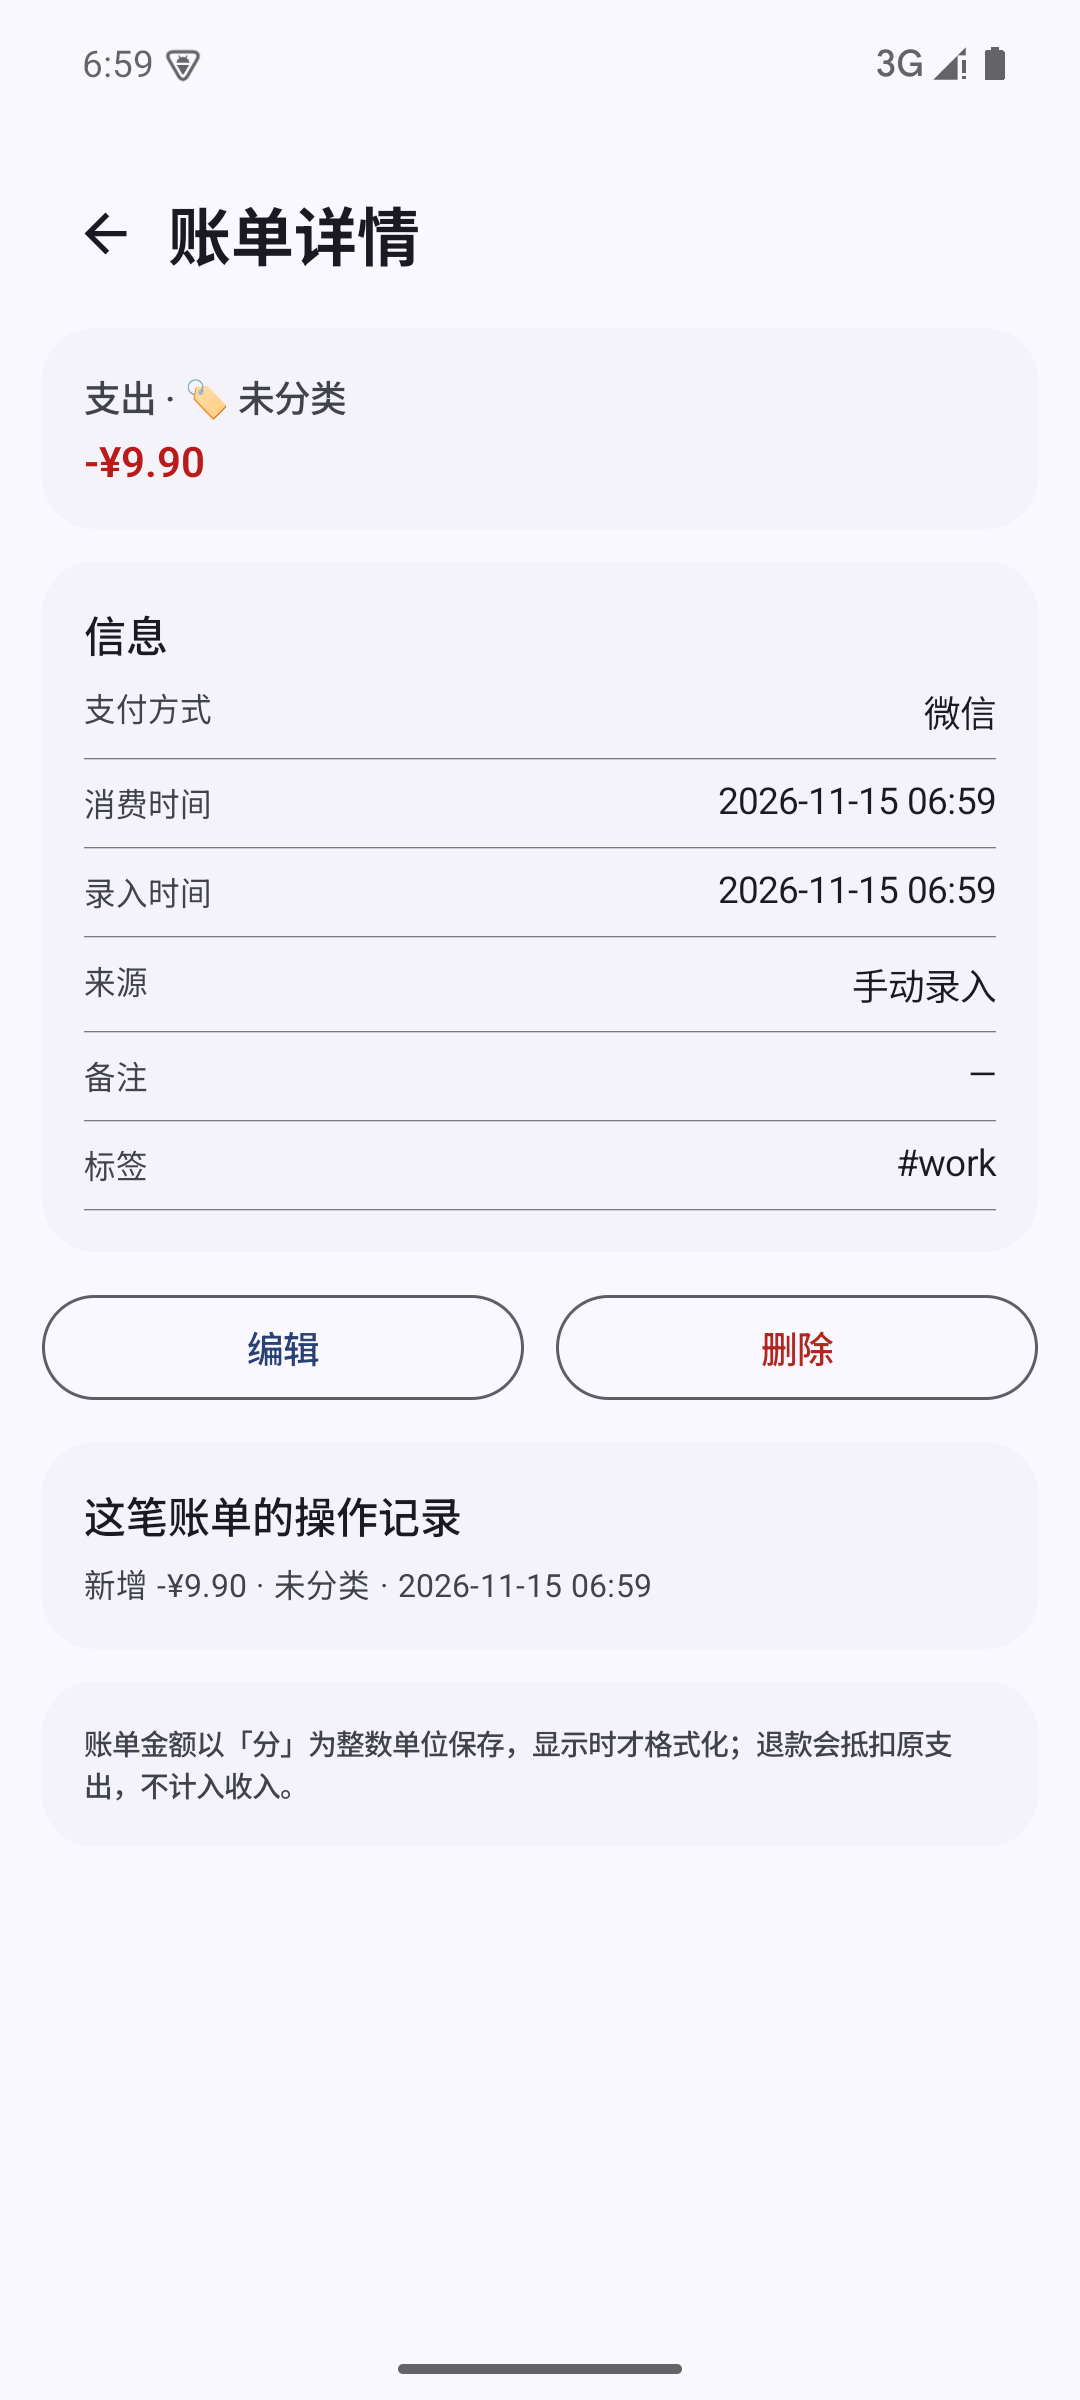 6:59
3G
账单详情
支出 · 🏷️ 未分类
-¥9.90
信息
支付方式 微信
消费时间 2026-11-15 06:59
录入时间 2026-11-15 06:59
来源 手动录入
备注 —
标签 #work
编辑 删除
这笔账单的操作记录
新增 -¥9.90 · 未分类 · 2026-11-15 06:59
账单金额以「分」为整数单位保存，显示时才格式化；退款会抵扣原支
出，不计入收入。